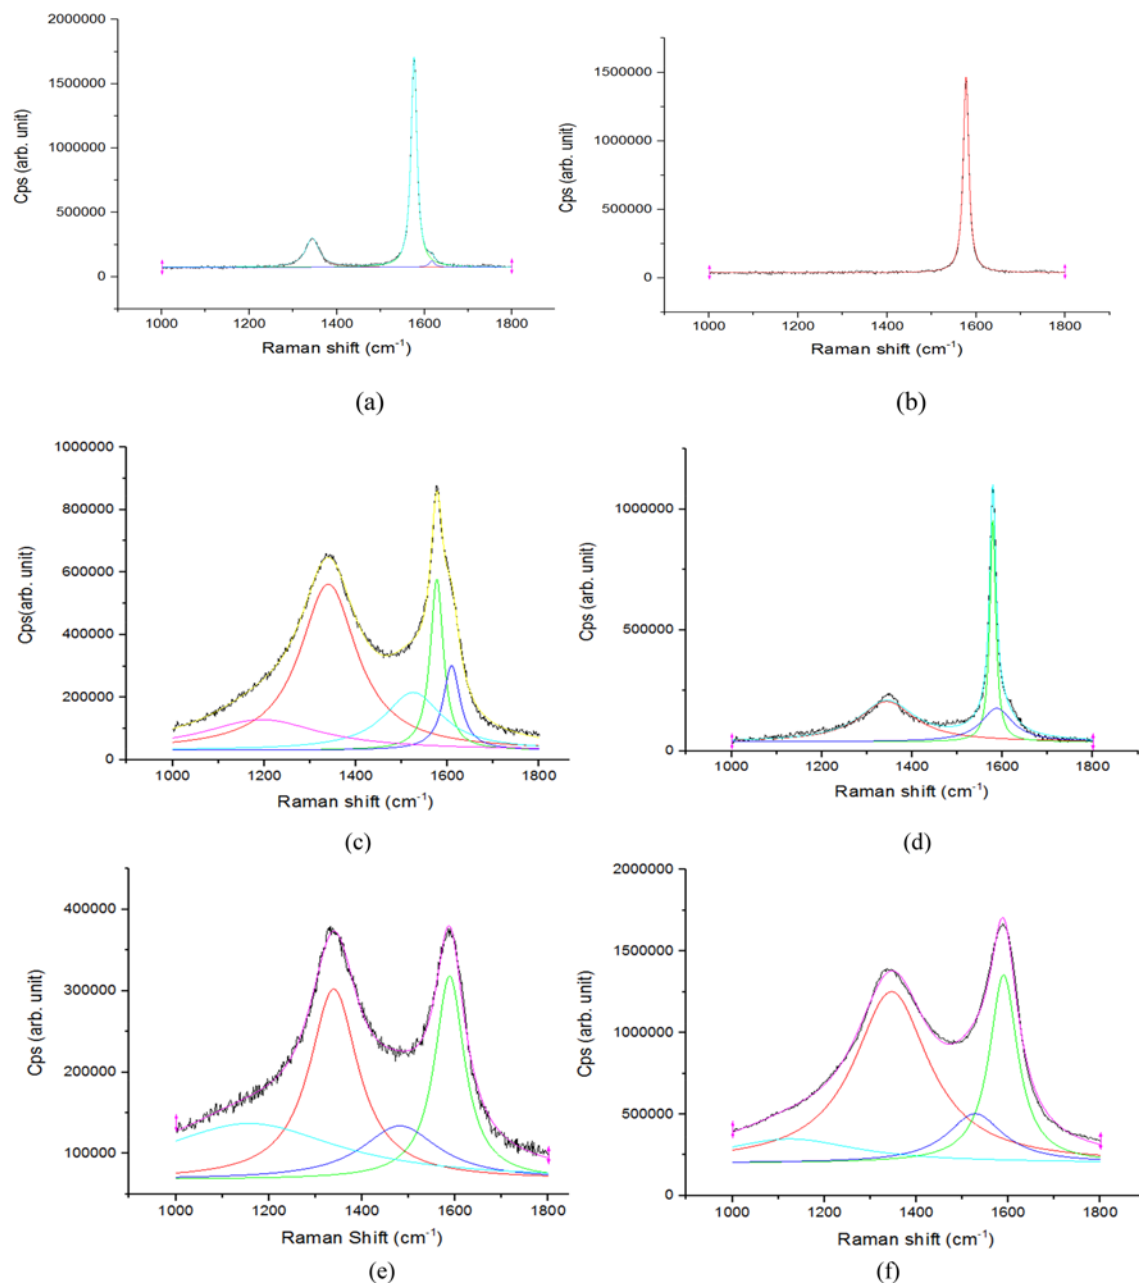 2000000
1500000
1000000
500000
0
Cps (arb. unit)
1000 1200 1400 1600 1800
Raman shift (cm⁻¹)
(a)
1500000
1000000
500000
0
Cps (arb. unit)
1000 1200 1400 1600 1800
Raman shift (cm⁻¹)
(b)
1000000
800000
600000
400000
200000
0
Cps(arb. unit)
1000 1200 1400 1600 1800
Raman shift (cm⁻¹)
(c)
1000000
500000
0
Cps (arb. unit)
1000 1200 1400 1600 1800
Raman shift (cm⁻¹)
(d)
400000
300000
200000
100000
Cps (arb. unit)
1000 1200 1400 1600 1800
Raman Shift (cm⁻¹)
(e)
2000000
1500000
1000000
500000
0
Cps (arb. unit)
1000 1200 1400 1600 1800
Raman shift (cm⁻¹)
(f)